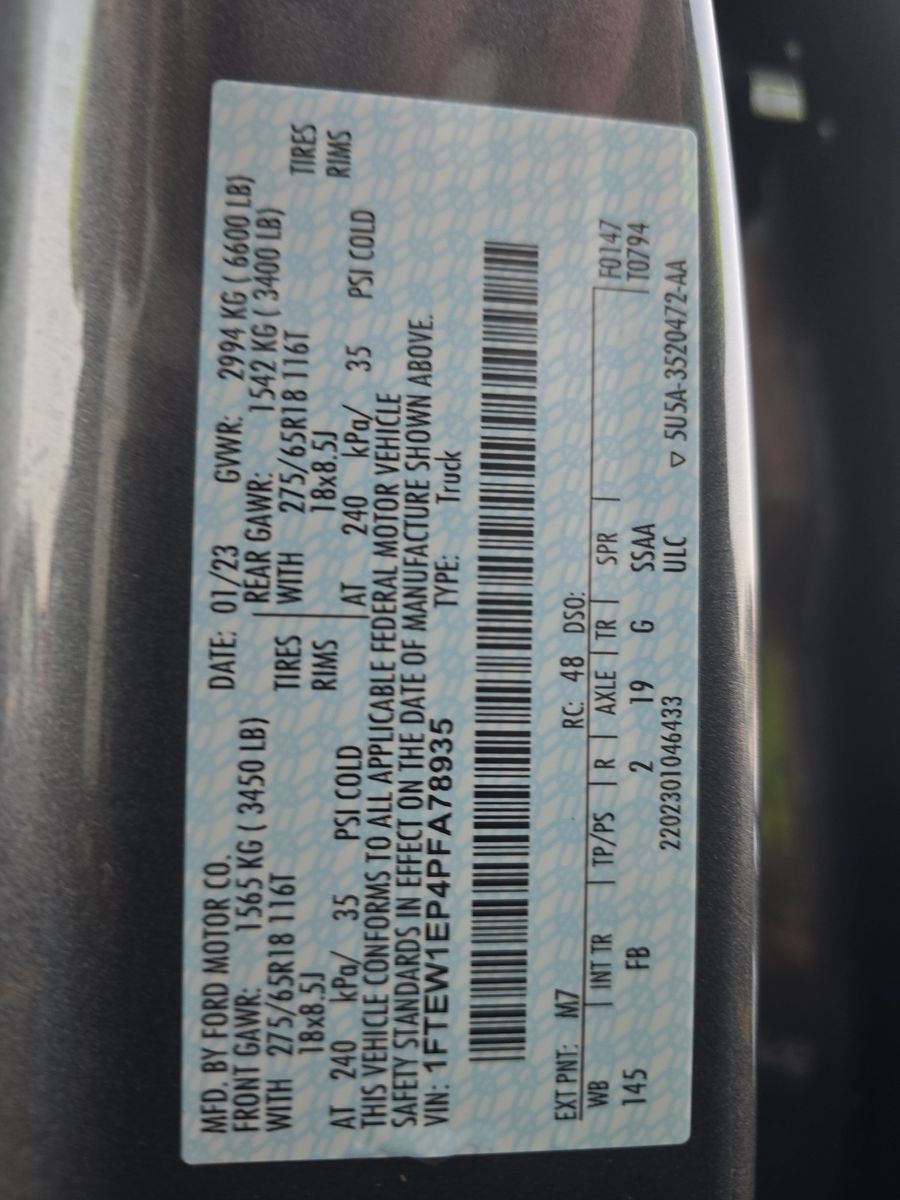 MFD. BY FORD MOTOR CO. DATE: 01/23 GVWR: 2994 KG ( 6600 LB)
FRONT GAWR: 1565 KG ( 3450 LB) REAR GAWR: 1542 KG ( 3400 LB)
WITH 275/65R18 116T TIRES WITH 275/65R18 116T TIRES
18x8.5J RIMS 18x8.5J RIMS
AT 240 kPa/ 35 PSI COLD AT 240 kPa/ 35 PSI COLD
THIS VEHICLE CONFORMS TO ALL APPLICABLE FEDERAL MOTOR VEHICLE
SAFETY STANDARDS IN EFFECT ON THE DATE OF MANUFACTURE SHOWN ABOVE.
VIN: 1FTEW1EP4PFA78935 TYPE: Truck
EXT PNT: M7 RC: 48 DSO:
WB INT TR TP/PS R AXLE TR SPR F0147
145 FB 2 19 G SSAA T0794
2202301046433 ULC ▽ 5U5A-3520472-AA